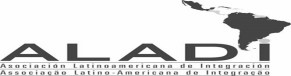 ALADI
Asociación Latinoamericana de Integración
Associação Latino-Americana de Integração